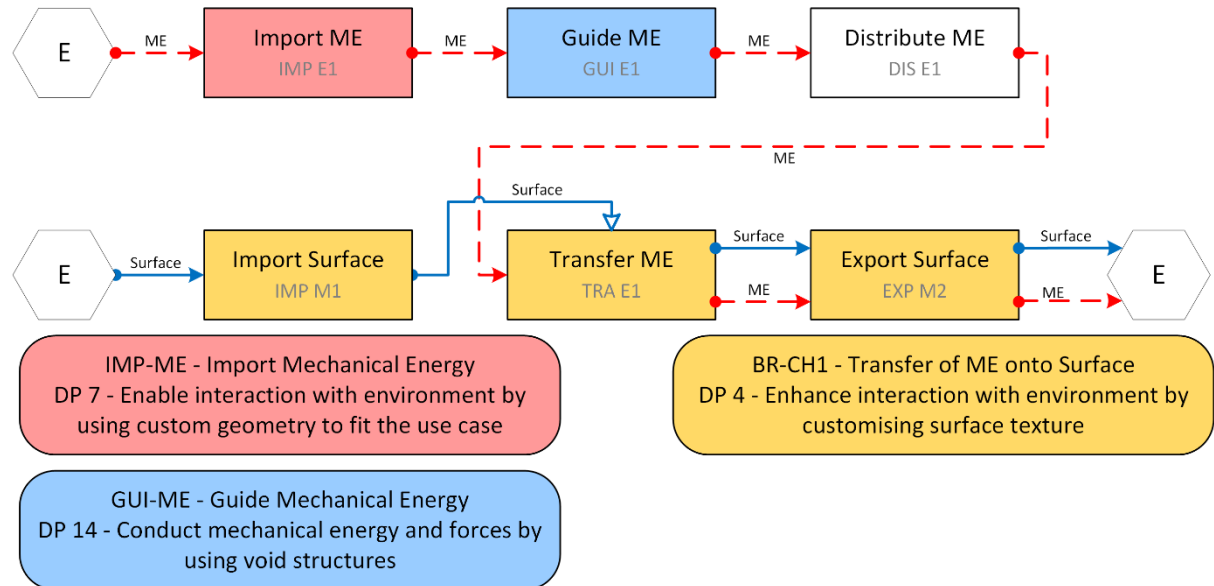 E
ME
Import ME
IMP E1
ME
Guide ME
GUI E1
ME
Distribute ME
DIS E1
ME
Surface
E
Surface
Import Surface
IMP M1
Transfer ME
TRA E1
Surface
ME
Export Surface
EXP M2
Surface
ME
E
IMP-ME - Import Mechanical Energy
DP 7 - Enable interaction with environment by
using custom geometry to fit the use case
BR-CH1 - Transfer of ME onto Surface
DP 4 - Enhance interaction with environment by
customising surface texture
GUI-ME - Guide Mechanical Energy
DP 14 - Conduct mechanical energy and forces by
using void structures